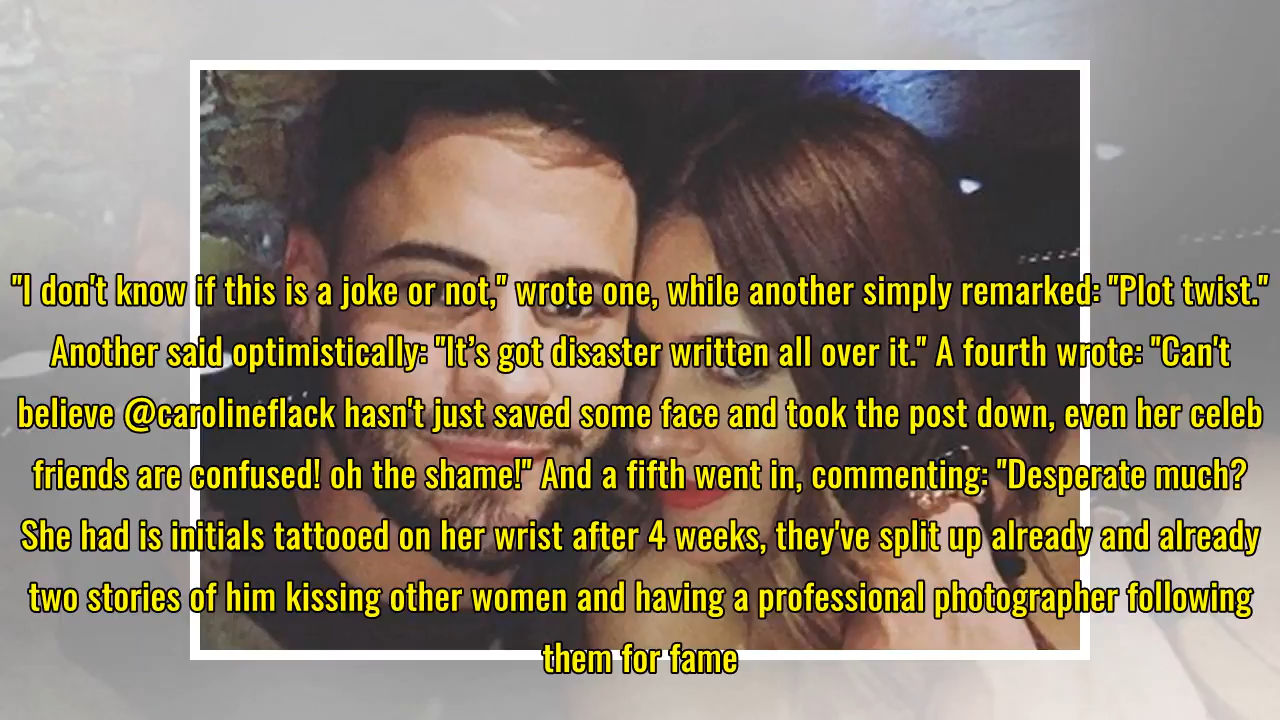 "I don't know if this is a joke or not," wrote one, while another simply remarked: "Plot twist."
Another said optimistically: "It’s got disaster written all over it." A fourth wrote: "Can't
believe @carolineflack hasn't just saved some face and took the post down, even her celeb
friends are confused! oh the shame!" And a fifth went in, commenting: "Desperate much?
She had is initials tattooed on her wrist after 4 weeks, they've split up already and already
two stories of him kissing other women and having a professional photographer following
them for fame